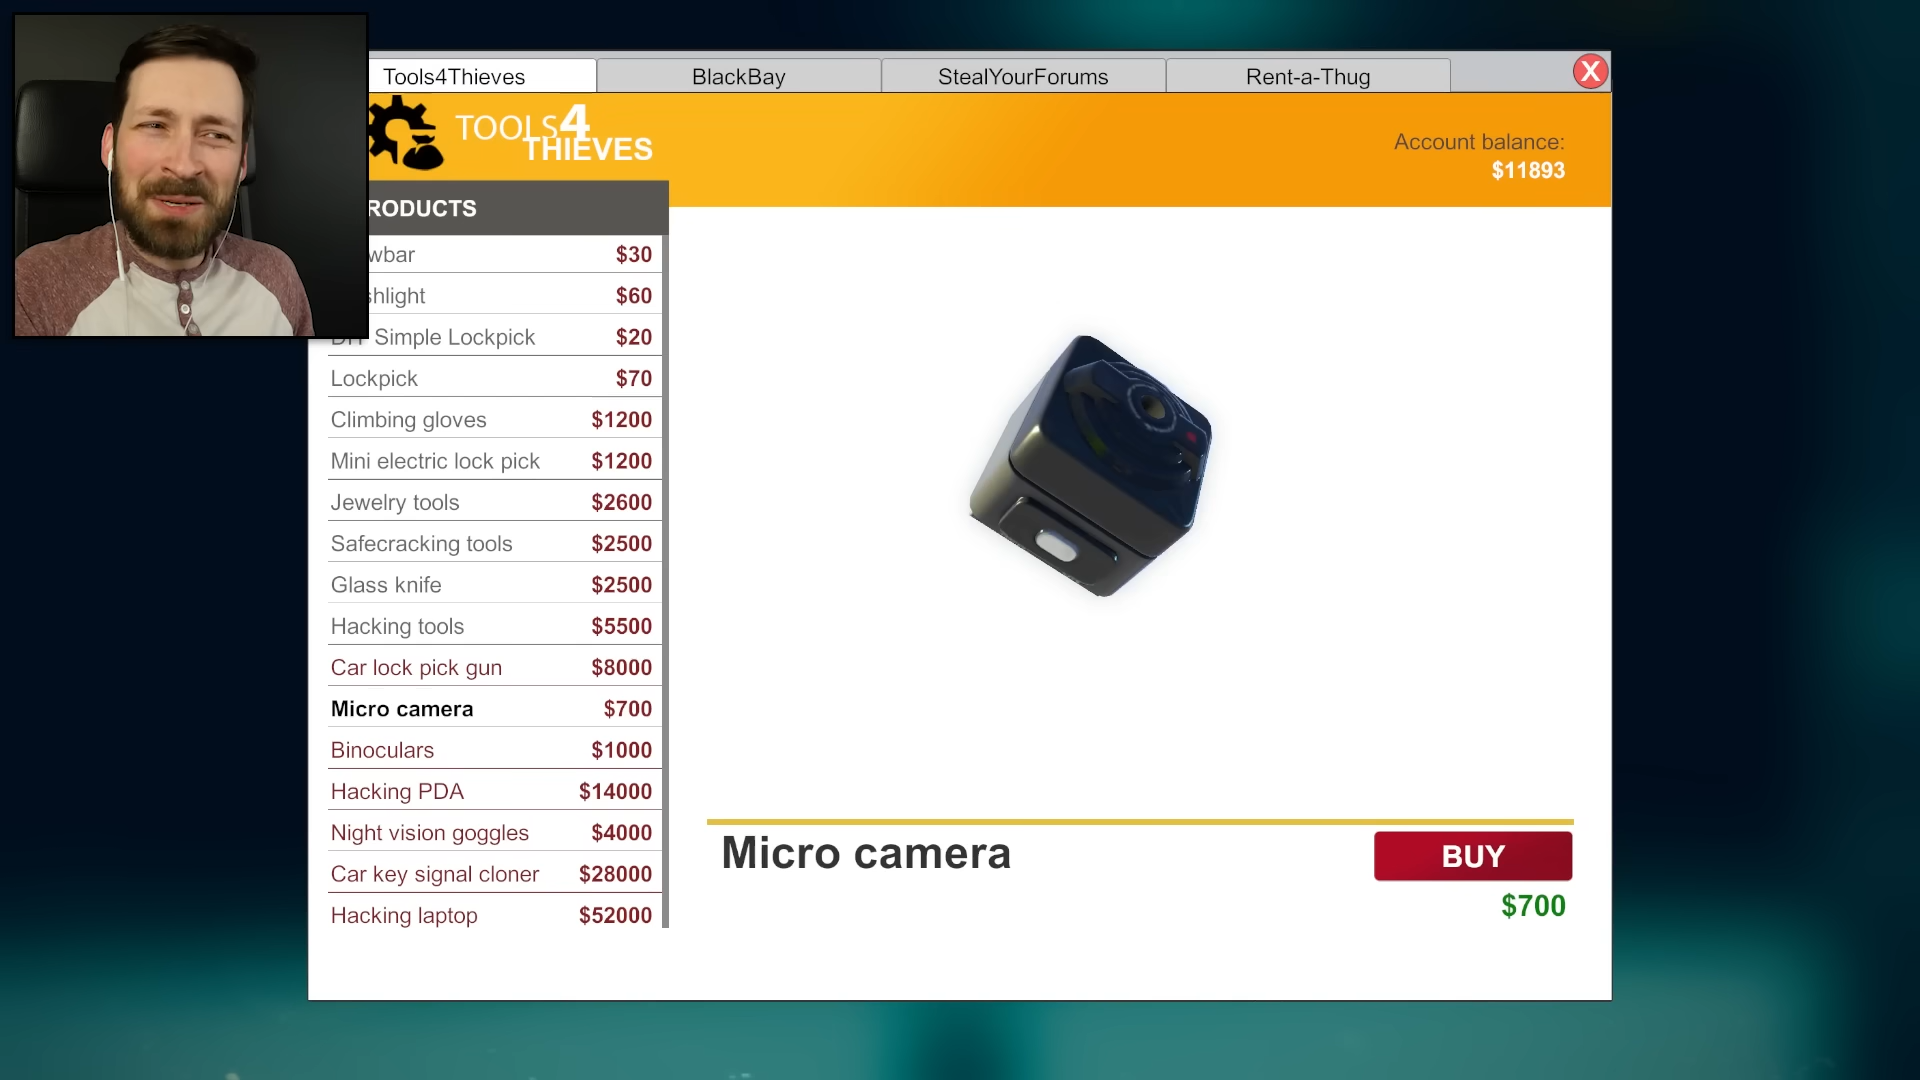 Tools4Thieves
BlackBay
StealYourForums
Rent-a-Thug
X
TOOLS4
THIEVES
Account balance:
$11893
RODUCTS
wbar $30
shlight $60
DIY Simple Lockpick $20
Lockpick $70
Climbing gloves $1200
Mini electric lock pick $1200
Jewelry tools $2600
Safecracking tools $2500
Glass knife $2500
Hacking tools $5500
Car lock pick gun $8000
Micro camera $700
Binoculars $1000
Hacking PDA $14000
Night vision goggles $4000
Car key signal cloner $28000
Hacking laptop $52000
Micro camera
BUY
$700